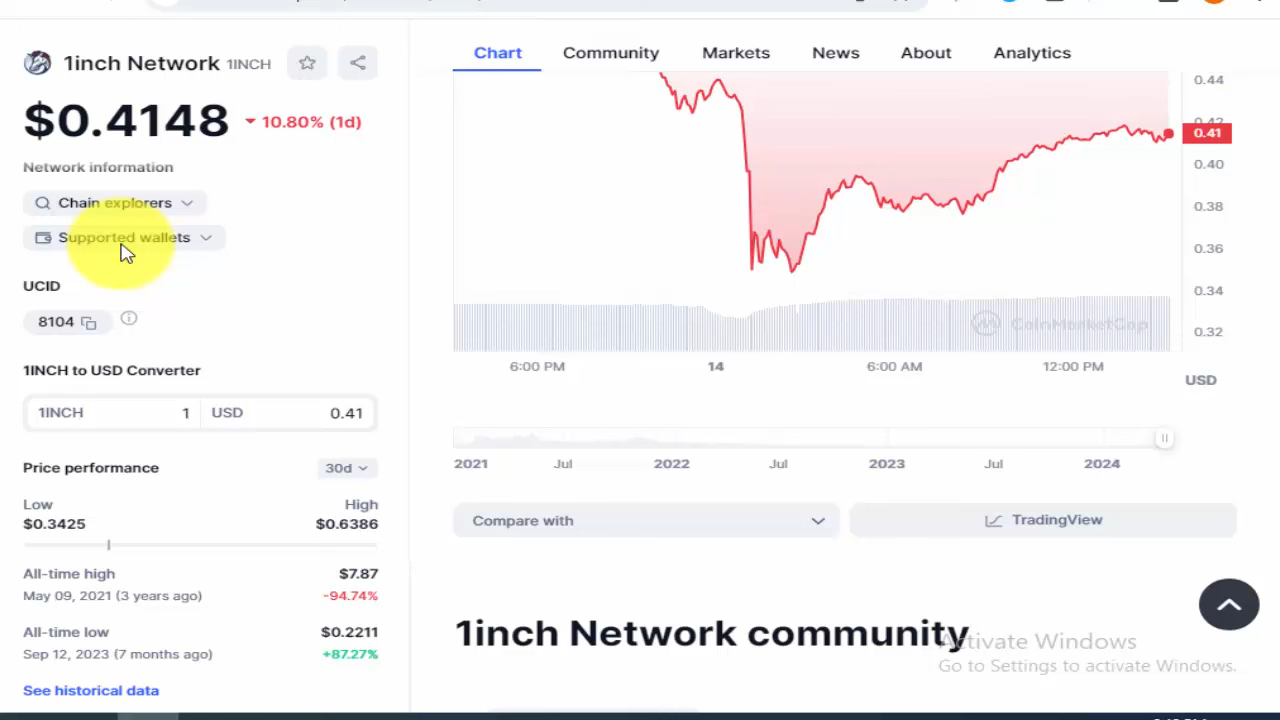 1inch Network 1INCH
$0.4148 10.80% (1d)
Network information
Chain explorers
Supported wallets
UCID
8104
1INCH to USD Converter
1INCH 1 USD 0.41
Price performance 30d
Low High
$0.3425 $0.6386
All-time high $7.87
May 09, 2021 (3 years ago) -94.74%
All-time low $0.2211
Sep 12, 2023 (7 months ago) +87.27%
See historical data
Chart Community Markets News About Analytics
0.44
0.42
0.41
0.40
0.38
0.36
0.34
0.32
CoinMarketCap
6:00 PM 14 6:00 AM 12:00 PM
USD
2021 Jul 2022 Jul 2023 Jul 2024
Compare with TradingView
1inch Network community
Activate Windows
Go to Settings to activate Windows.